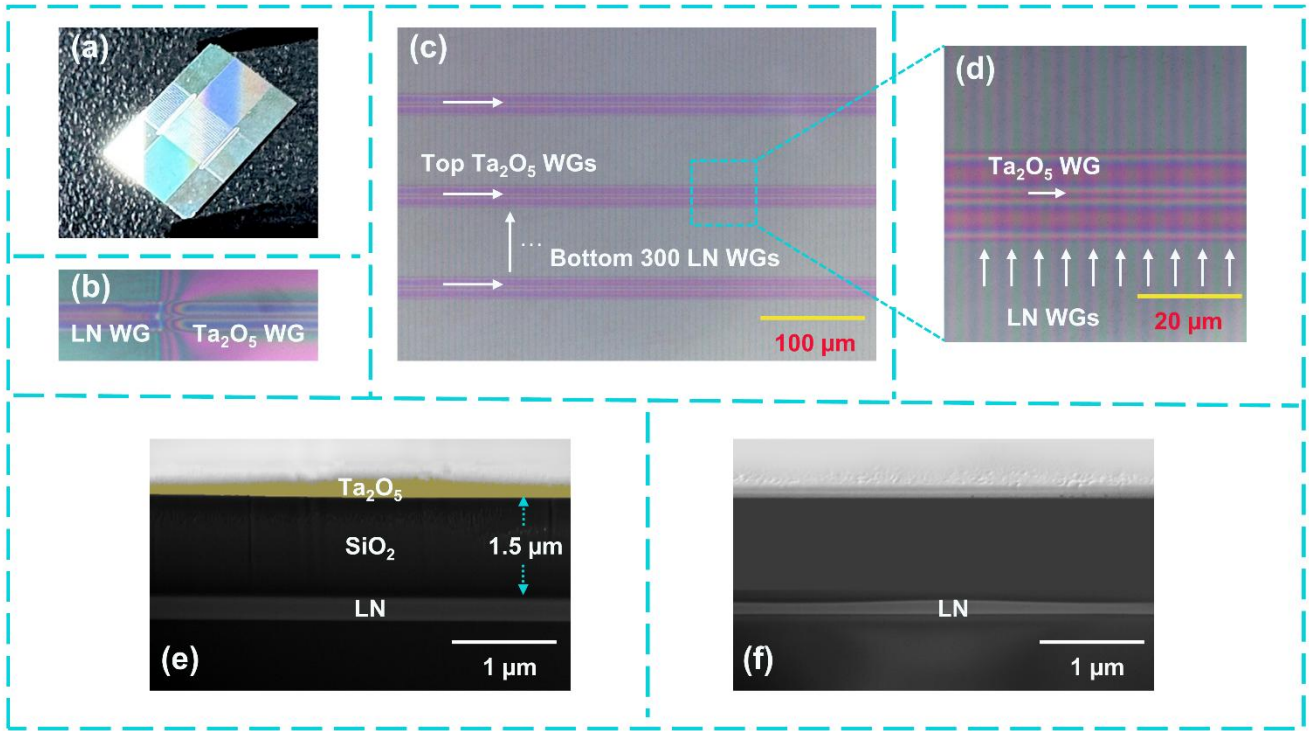 (a)
(b)
LN WG
Ta₂O₅ WG
(c)
Top Ta₂O₅ WGs
...
Bottom 300 LN WGs
100 µm
(d)
Ta₂O₅ WG
LN WGs
20 µm
Ta₂O₅
SiO₂
1.5 µm
LN
(e)
1 µm
LN
(f)
1 µm